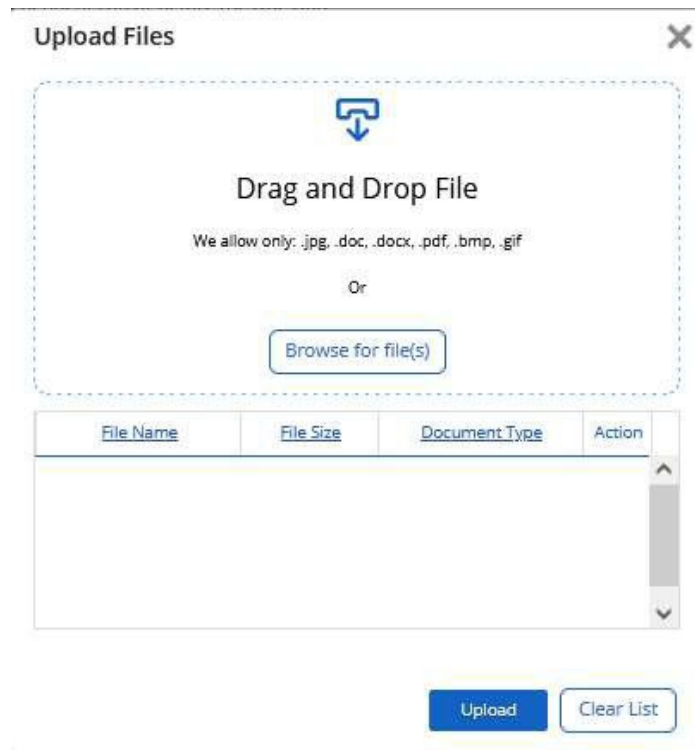 Upload Files
Drag and Drop File
We allow only: .jpg, .doc, .docx, .pdf, .bmp, .gif
Or
Browse for file(s)
File Name File Size Document Type Action
Upload Clear List